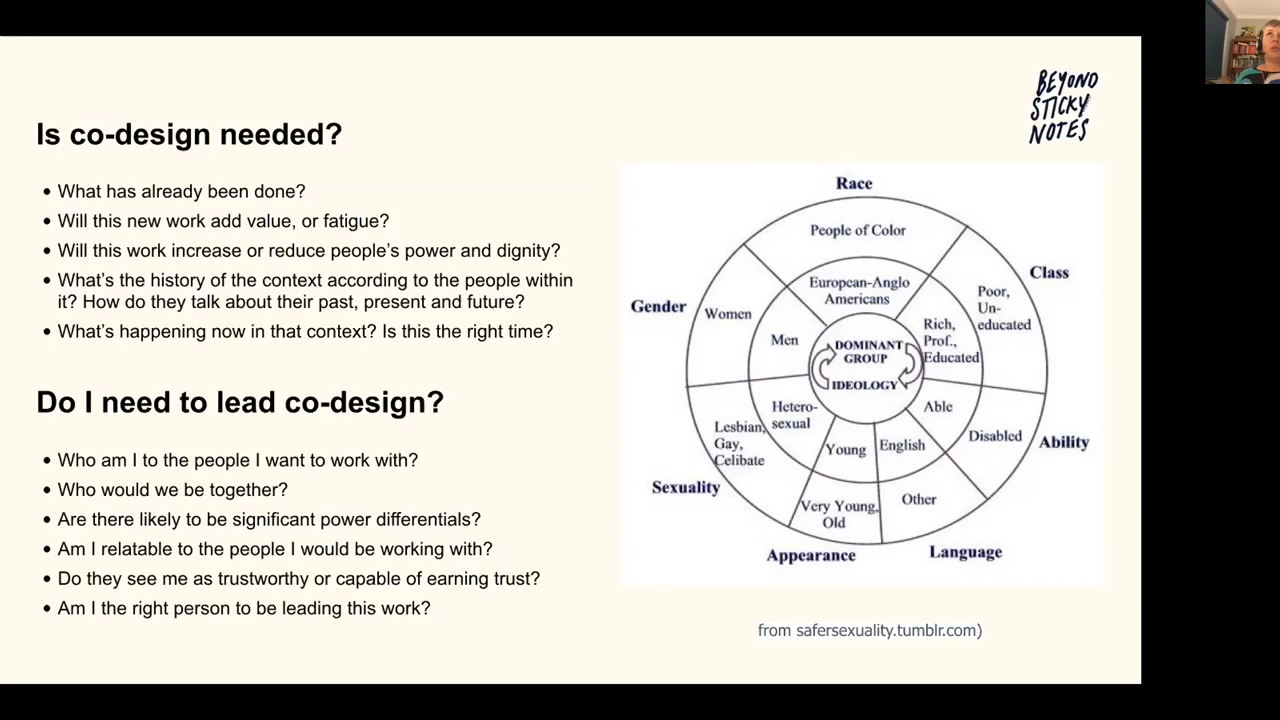 BEYOND
STICKY
NOTES
Is co-design needed?
• What has already been done?
• Will this new work add value, or fatigue?
• Will this work increase or reduce people's power and dignity?
• What's the history of the context according to the people within
it? How do they talk about their past, present and future?
• What's happening now in that context? Is this the right time?
Do I need to lead co-design?
• Who am I to the people I want to work with?
• Who would we be together?
• Are there likely to be significant power differentials?
• Am I relatable to the people I would be working with?
• Do they see me as trustworthy or capable of earning trust?
• Am I the right person to be leading this work?
Race
People of Color
European-Anglo
Americans
Class
Poor,
Un-
educated
Rich,
Prof.,
Educated
Ability
Disabled
Able
Language
Other
English
Appearance
Very Young,
Old
Young
Sexuality
Lesbian,
Gay,
Celibate
Hetero-
sexual
Gender
Women
Men
DOMINANT
GROUP
IDEOLOGY
from safersexuality.tumblr.com)